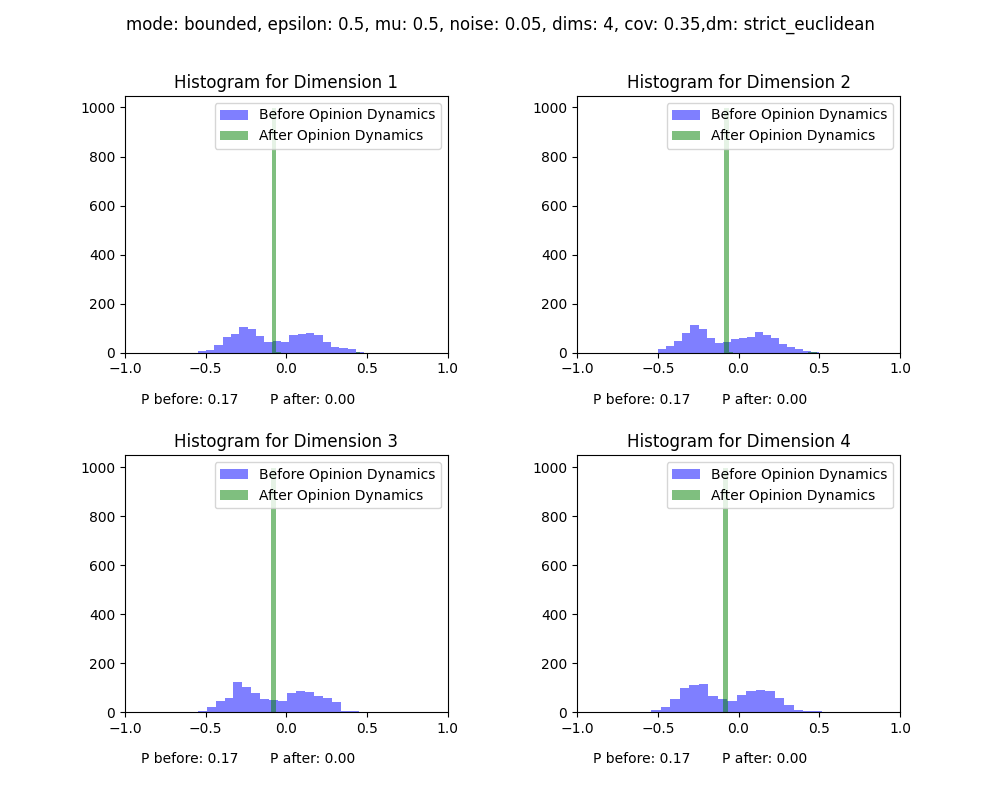 mode: bounded, epsilon: 0.5, mu: 0.5, noise: 0.05, dims: 4, cov: 0.35,dm: strict_euclidean
Histogram for Dimension 1
Before Opinion Dynamics
After Opinion Dynamics
1000
800
600
400
200
0
−1.0 −0.5 0.0 0.5 1.0
P before: 0.17 P after: 0.00
Histogram for Dimension 2
Before Opinion Dynamics
After Opinion Dynamics
1000
800
600
400
200
0
−1.0 −0.5 0.0 0.5 1.0
P before: 0.17 P after: 0.00
Histogram for Dimension 3
Before Opinion Dynamics
After Opinion Dynamics
1000
800
600
400
200
0
−1.0 −0.5 0.0 0.5 1.0
P before: 0.17 P after: 0.00
Histogram for Dimension 4
Before Opinion Dynamics
After Opinion Dynamics
1000
800
600
400
200
0
−1.0 −0.5 0.0 0.5 1.0
P before: 0.17 P after: 0.00